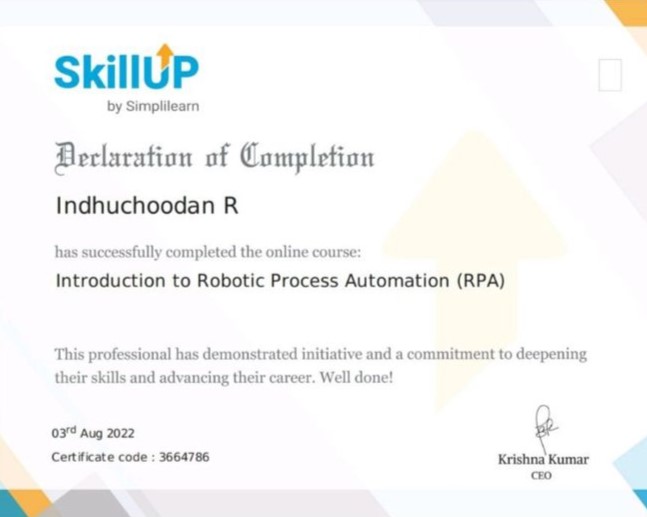 SkillUP
by Simplilearn
Declaration of Completion
Indhuchoodan R
has successfully completed the online course:
Introduction to Robotic Process Automation (RPA)
This professional has demonstrated initiative and a commitment to deepening
their skills and advancing their career. Well done!
03rd Aug 2022
Certificate code : 3664786
Krishna Kumar
CEO